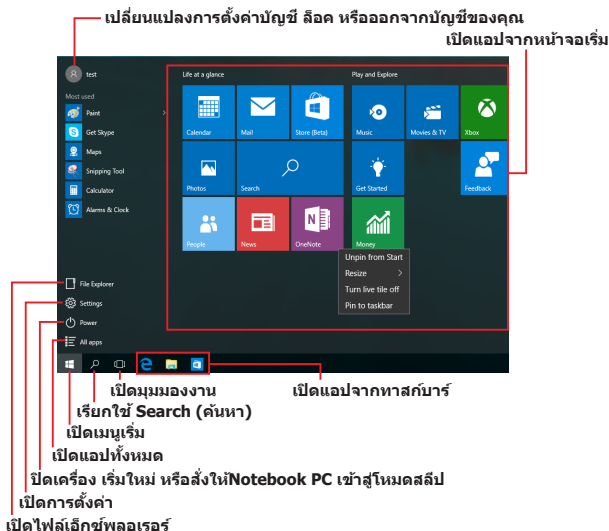 เปลี่ยนแปลงการตั้งค่าบัญชี ล็อค หรือออกจากบัญชีของคุณ
เปิดแอปจากหน้าจอเริ่ม
test
Life at a glance
Play and Explore
Most used
Paint
Get Skype
Maps
Snipping Tool
Calculator
Alarms & Clock
Calendar
Mail
Store (Beta)
Music
Movies & TV
Xbox
Photos
Search
Get Started
Feedback
People
News
OneNote
Money
Unpin from Start
Resize
Turn live tile off
Pin to taskbar
File Explorer
Settings
Power
All apps
เปิดมุมมองงาน
เปิดแอปจากทาสก์บาร์
เรียกใช้ Search (ค้นหา)
เปิดเมนูเริ่ม
เปิดแอปทั้งหมด
ปิดเครื่อง เริ่มใหม่ หรือสั่งให้Notebook PC เข้าสู่โหมดสลีป
เปิดการตั้งค่า
เปิดไฟล์เอ็กซ์พลอเรอร์